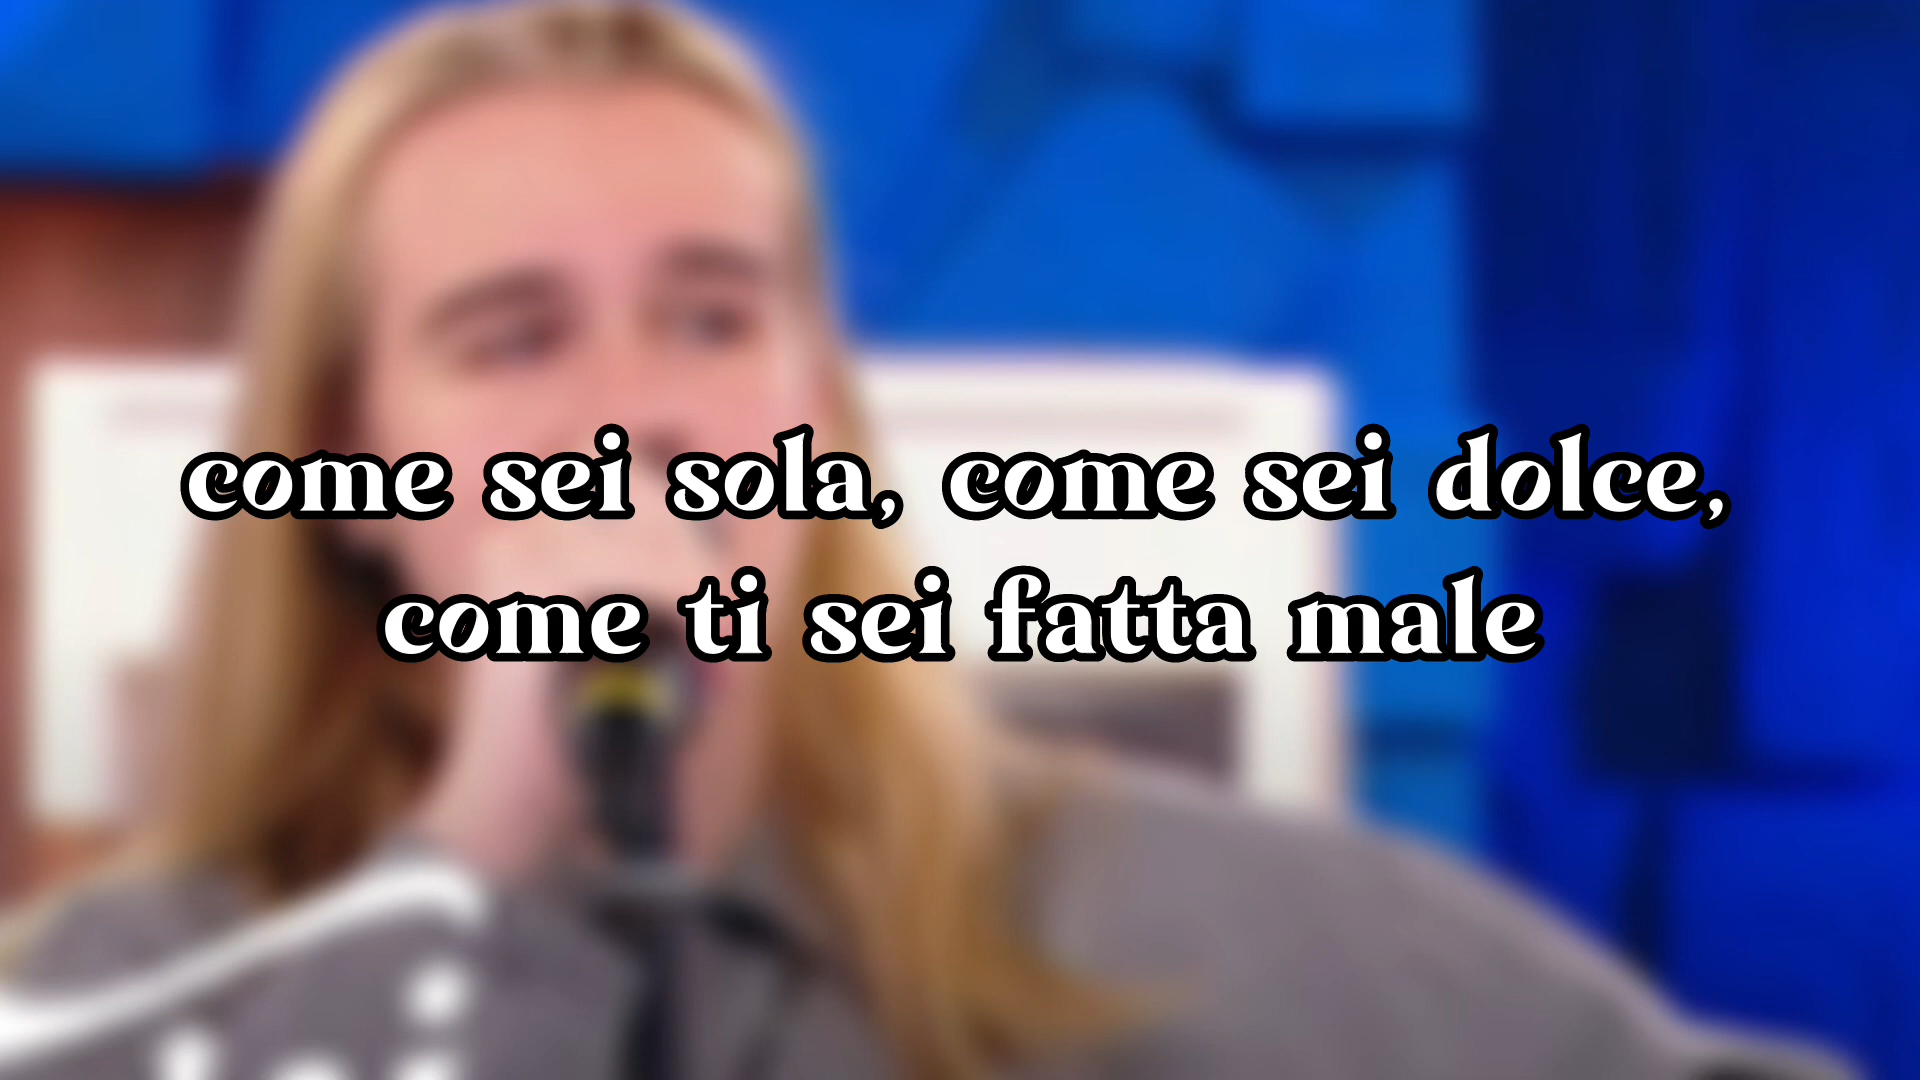 come sei sola, come sei dolce,
come ti sei fatta male